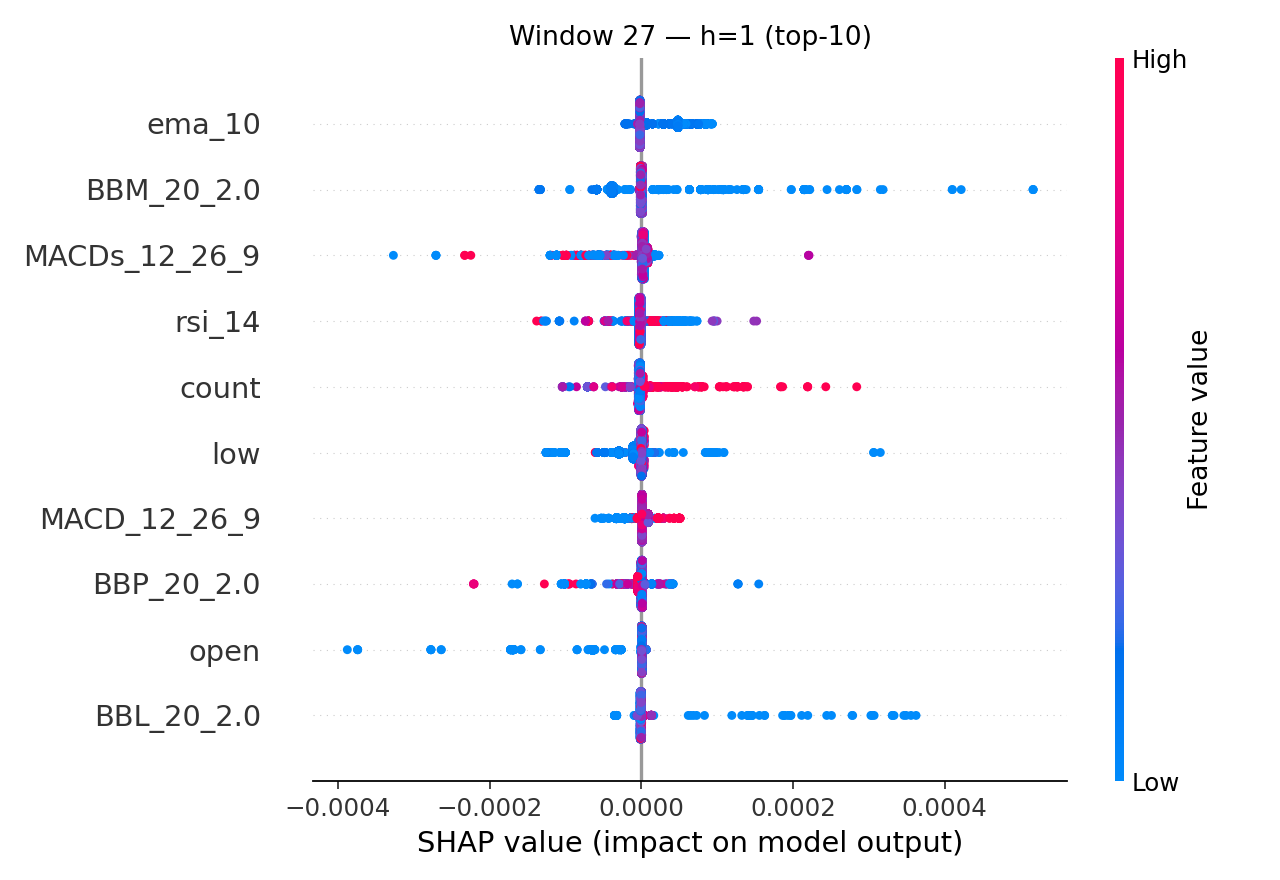 Window 27 — h=1 (top-10)
High
ema_10
BBM_20_2.0
MACDs_12_26_9
rsi_14
count
low
MACD_12_26_9
BBP_20_2.0
open
BBL_20_2.0
Feature value
Low
−0.0004 −0.0002 0.0000 0.0002 0.0004
SHAP value (impact on model output)